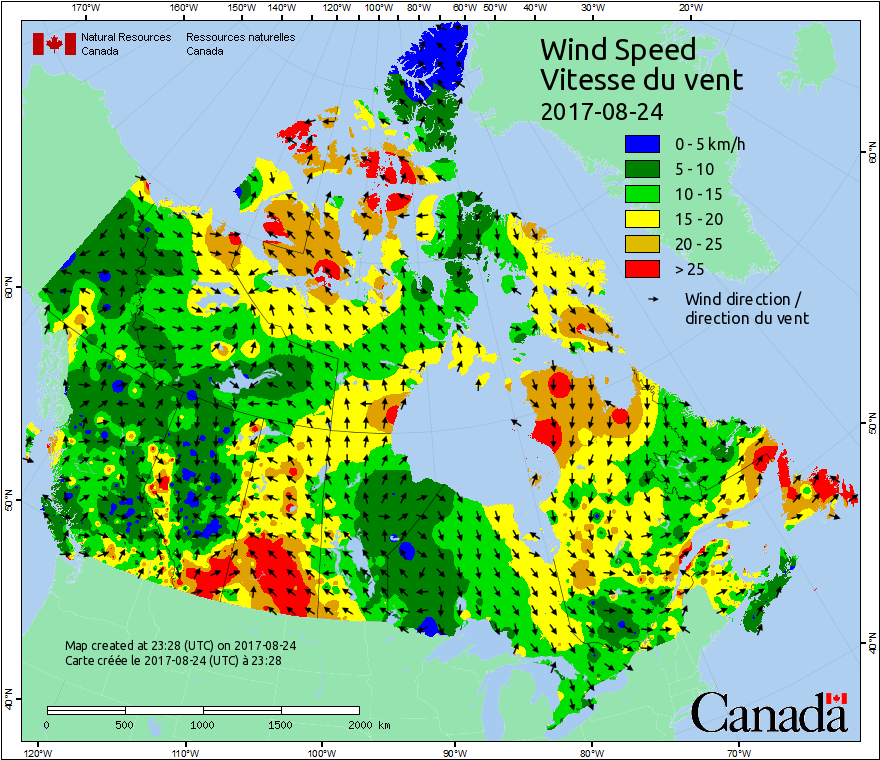 170°W 160°W 150°W 140°W 120°W 100°W 80°W 60°W 50°W 40°W 30°W 20°W
Natural Resources Ressources naturelles
Canada Canada
Wind Speed
Vitesse du vent
2017-08-24
0 - 5 km/h
5 - 10
10 - 15
15 - 20
20 - 25
> 25
Wind direction /
direction du vent
60°N
60°N
50°N
50°N
40°N
40°N
Map created at 23:28 (UTC) on 2017-08-24
Carte créée le 2017-08-24 (UTC) à 23:28
0 500 1000 1500 2000 km
Canada
120°W 110°W 100°W 90°W 80°W 70°W